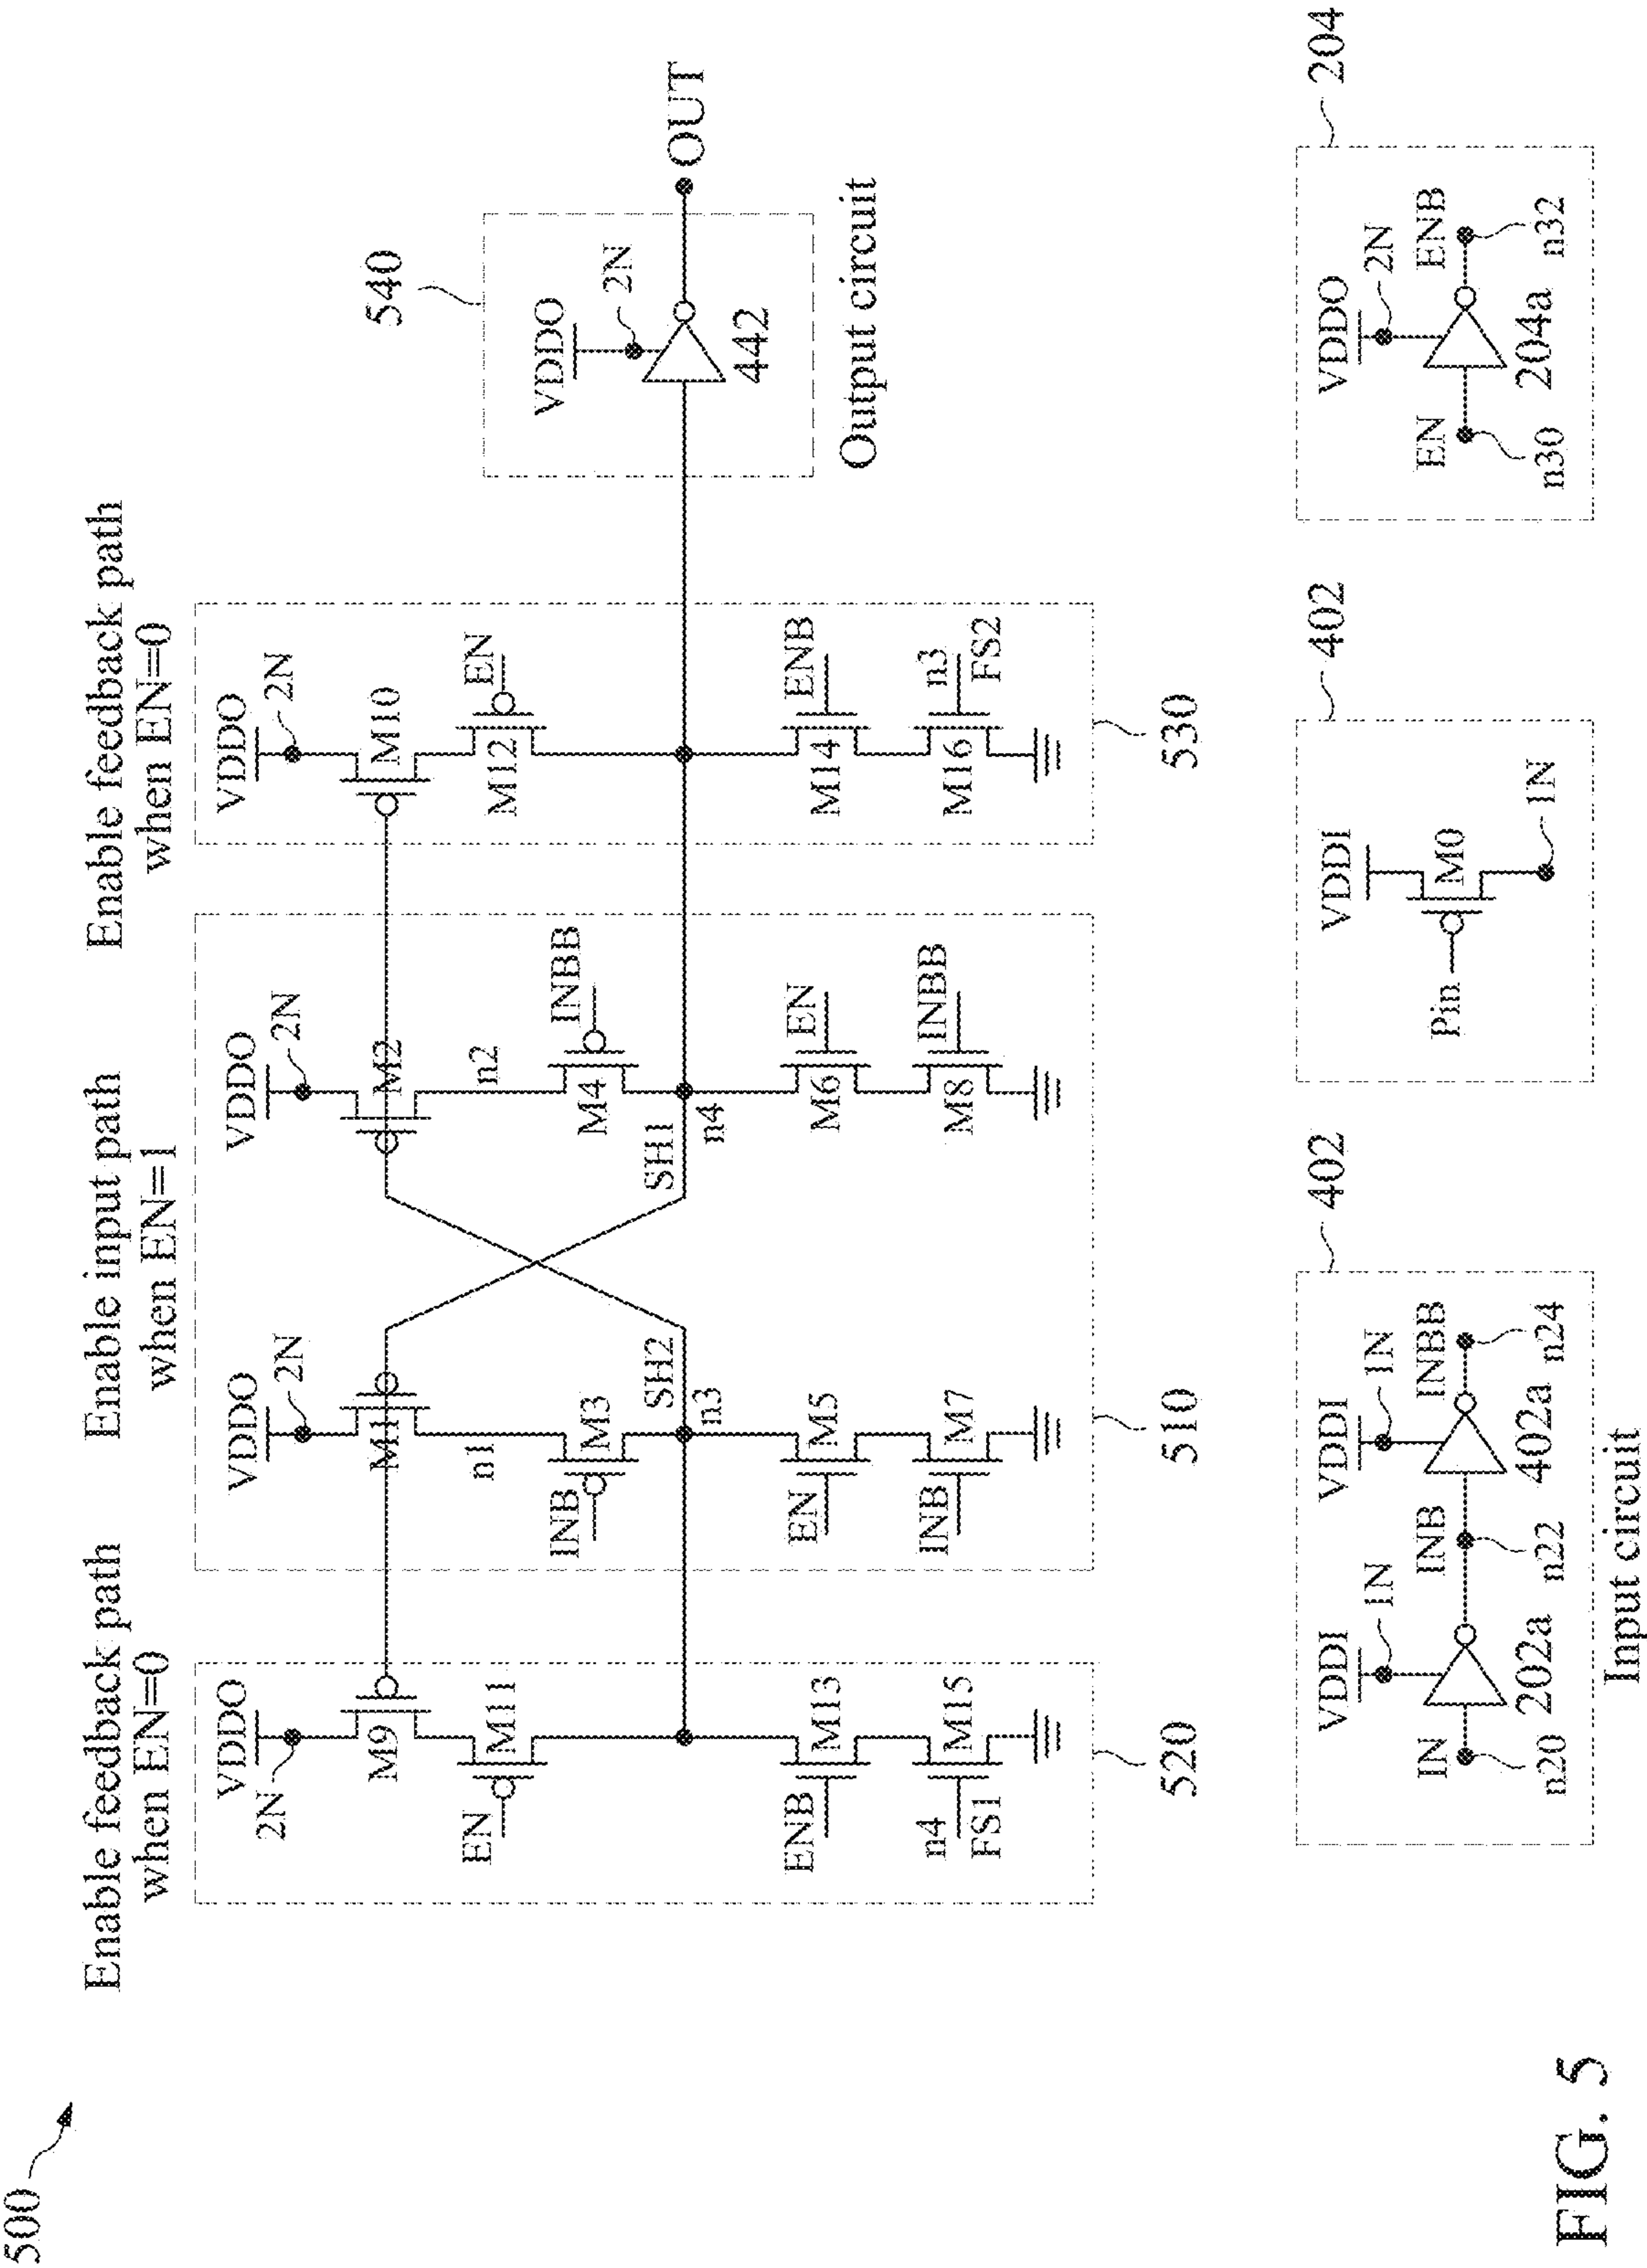 500
Enable feedback path
when EN=0
Enable input path
when EN=1
Enable feedback path
when EN=0
VDDO
2N
M9
EN
M11
ENB
M13
n4
FS1
M15
520
VDDO
2N
M1
n1
INB
M3
SH2
n3
EN
M5
INB
M7
510
VDDO
2N
M2
n2
INBB
M4
SH1
n4
EN
M6
INBB
M8
VDDO
2N
M10
EN
M12
ENB
M14
n3
FS2
M16
530
540
VDDO
2N
442
OUT
Output circuit
402
VDDI
1N
IN
n20
202a
INB
n22
VDDI
1N
402a
INBB
n24
Input circuit
402
VDDI
Pin
M0
1N
204
VDDO
2N
EN
n30
204a
ENB
n32
FIG. 5